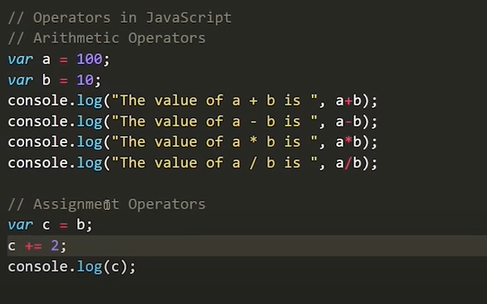 // Operators in JavaScript
// Arithmetic Operators
var a = 100;
var b = 10;
console.log("The value of a + b is ", a+b);
console.log("The value of a - b is ", a-b);
console.log("The value of a * b is ", a*b);
console.log("The value of a / b is ", a/b);

// Assignment Operators
var c = b;
c += 2;
console.log(c);